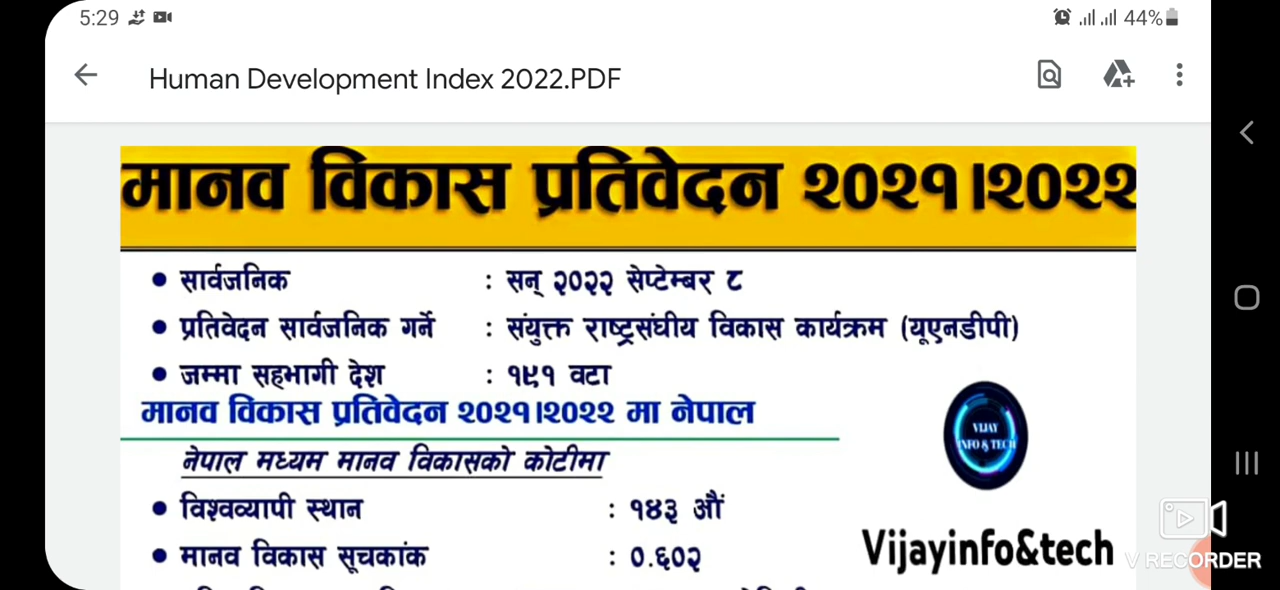 5:29 44%
Human Development Index 2022.PDF
मानव विकास प्रतिवेदन २०२१।२०२२
• सार्वजनिक : सन् २०२२ सेप्टेम्बर ८
• प्रतिवेदन सार्वजनिक गर्ने : संयुक्त राष्ट्रसंघीय विकास कार्यक्रम (यूएनडीपी)
• जम्मा सहभागी देश : १९१ वटा
मानव विकास प्रतिवेदन २०२१।२०२२ मा नेपाल
VIJAY
INFO & TECH
नेपाल मध्यम मानव विकासको कोटीमा
• विश्वव्यापी स्थान : १४३ औं
• मानव विकास सूचकांक : ०.६०२
Vijayinfo&tech
V RECORDER